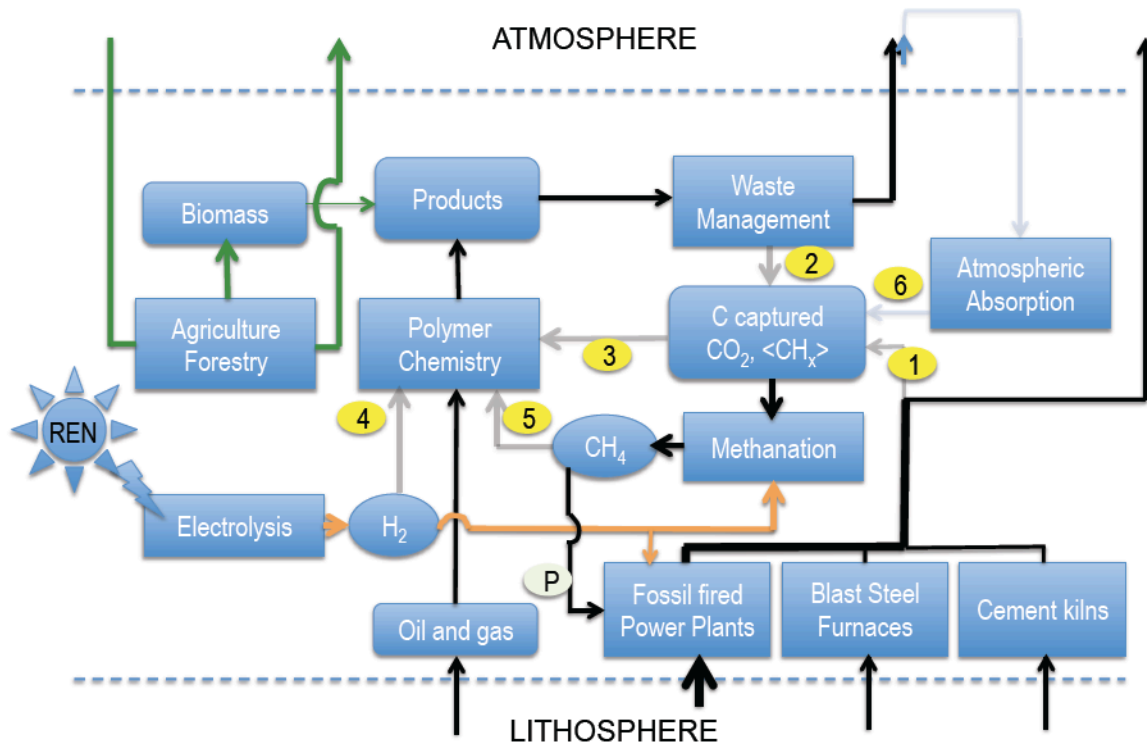 ATMOSPHERE
Biomass
Products
Waste
Management
2
Agriculture
Forestry
Polymer
Chemistry
3
C captured
CO₂, <CHₓ>
6
Atmospheric
Absorption
1
REN
4
5
CH₄
Methanation
Electrolysis
H₂
P
Oil and gas
Fossil fired
Power Plants
Blast Steel
Furnaces
Cement kilns
LITHOSPHERE